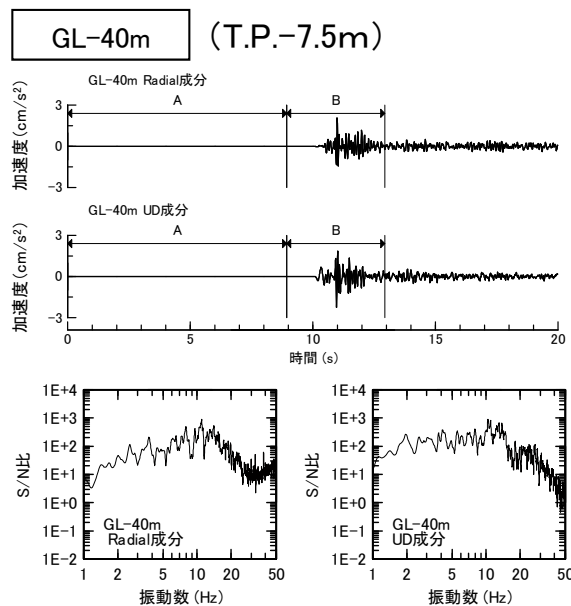 GL-40m (T.P.-7.5m)
GL-40m Radial成分
A B
加速度(cm/s²)
3
0
-3
GL-40m UD成分
A B
加速度(cm/s²)
3
0
-3
0 5 10 15 20
時間(s)
1E+4 1E+4
1E+3 1E+3
1E+2 1E+2
1E+1 1E+1
1E+0 1E+0
1E-1 1E-1
1E-2 1E-2
S/N比 S/N比
GL-40m GL-40m
Radial成分 UD成分
1 2 5 10 20 50 1 2 5 10 20 50
振動数(Hz) 振動数(Hz)